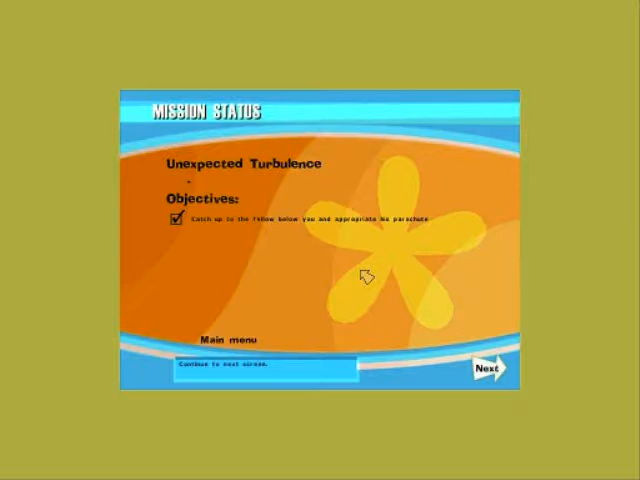 MISSION STATUS
Unexpected Turbulence
Objectives:
Catch up to the fellow below you and appropriate his parachute
Main menu
Continue to next screen.
Next